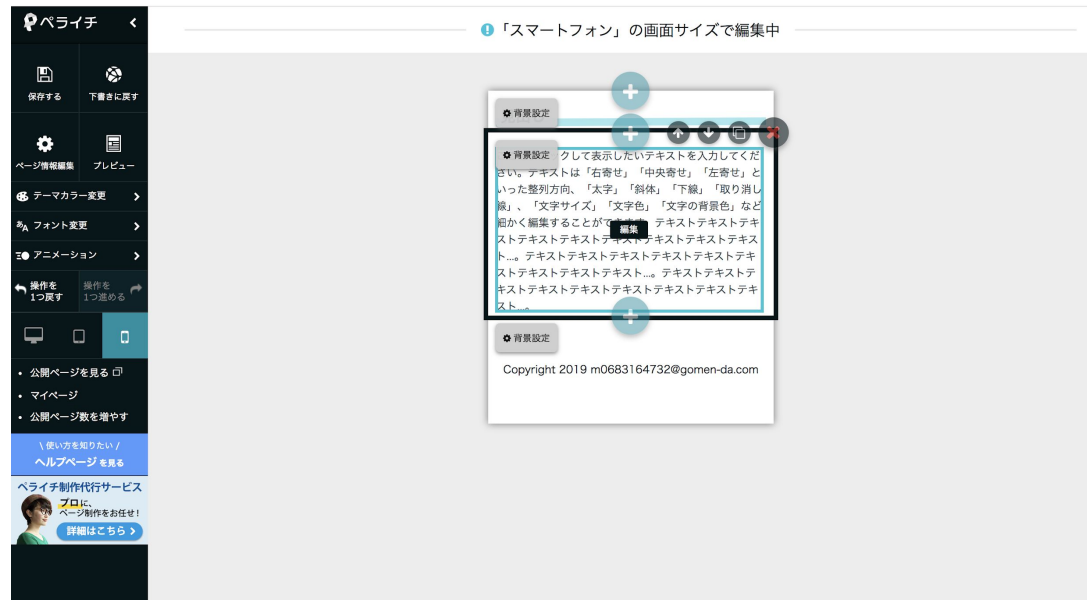 ペライチ
「スマートフォン」の画面サイズで編集中
保存する
下書きに戻す
ページ情報編集
プレビュー
テーマカラー変更
フォント変更
アニメーション
操作を
1つ戻す
操作を
1つ進める
公開ページを見る
マイページ
公開ページ数を増やす
\ 使い方を知りたい /
ヘルプページ を見る
ペライチ制作代行サービス
プロに、
ページ制作をお任せ!
詳細はこちら
背景設定
背景設定
クして表示したいテキストを入力してくだ
さい。テキストは「右寄せ」「中央寄せ」「左寄せ」と
いった整列方向、「太字」「斜体」「下線」「取り消し
線」、「文字サイズ」「文字色」「文字の背景色」など
細かく編集することができます。テキストテキストテキ
編集
ストテキストテキストテキストテキストテキストテキス
ト...。テキストテキストテキストテキストテキストテキ
ストテキストテキストテキスト...。テキストテキストテ
キストテキストテキストテキストテキストテキストテキ
スト...。
背景設定
Copyright 2019 m0683164732@gomen-da.com